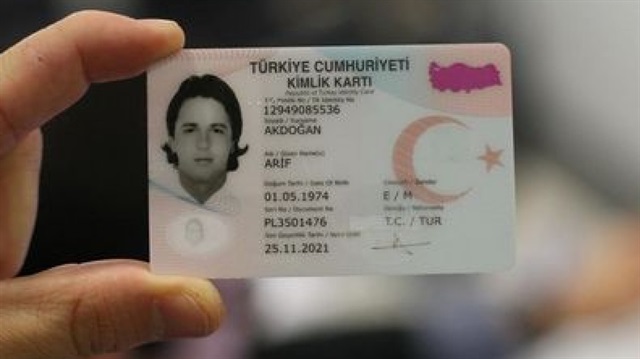 TÜRKİYE CUMHURİYETİ
KİMLİK KARTI
Republic of Turkey Identity Card
T.C. Kimlik No / TR Identity No
12949085536
Soyadı / Surname
AKDOĞAN
Adı / Given Name(s)
ARİF
Doğum Tarihi / Date Of Birth
Cinsiyeti / Gender
01.05.1974
E / M
Seri No / Document No
Uyruğu / Nationality
PL3501476
T.C. / TUR
Son Geçerlilik Tarihi / Valid Until
25.11.2021